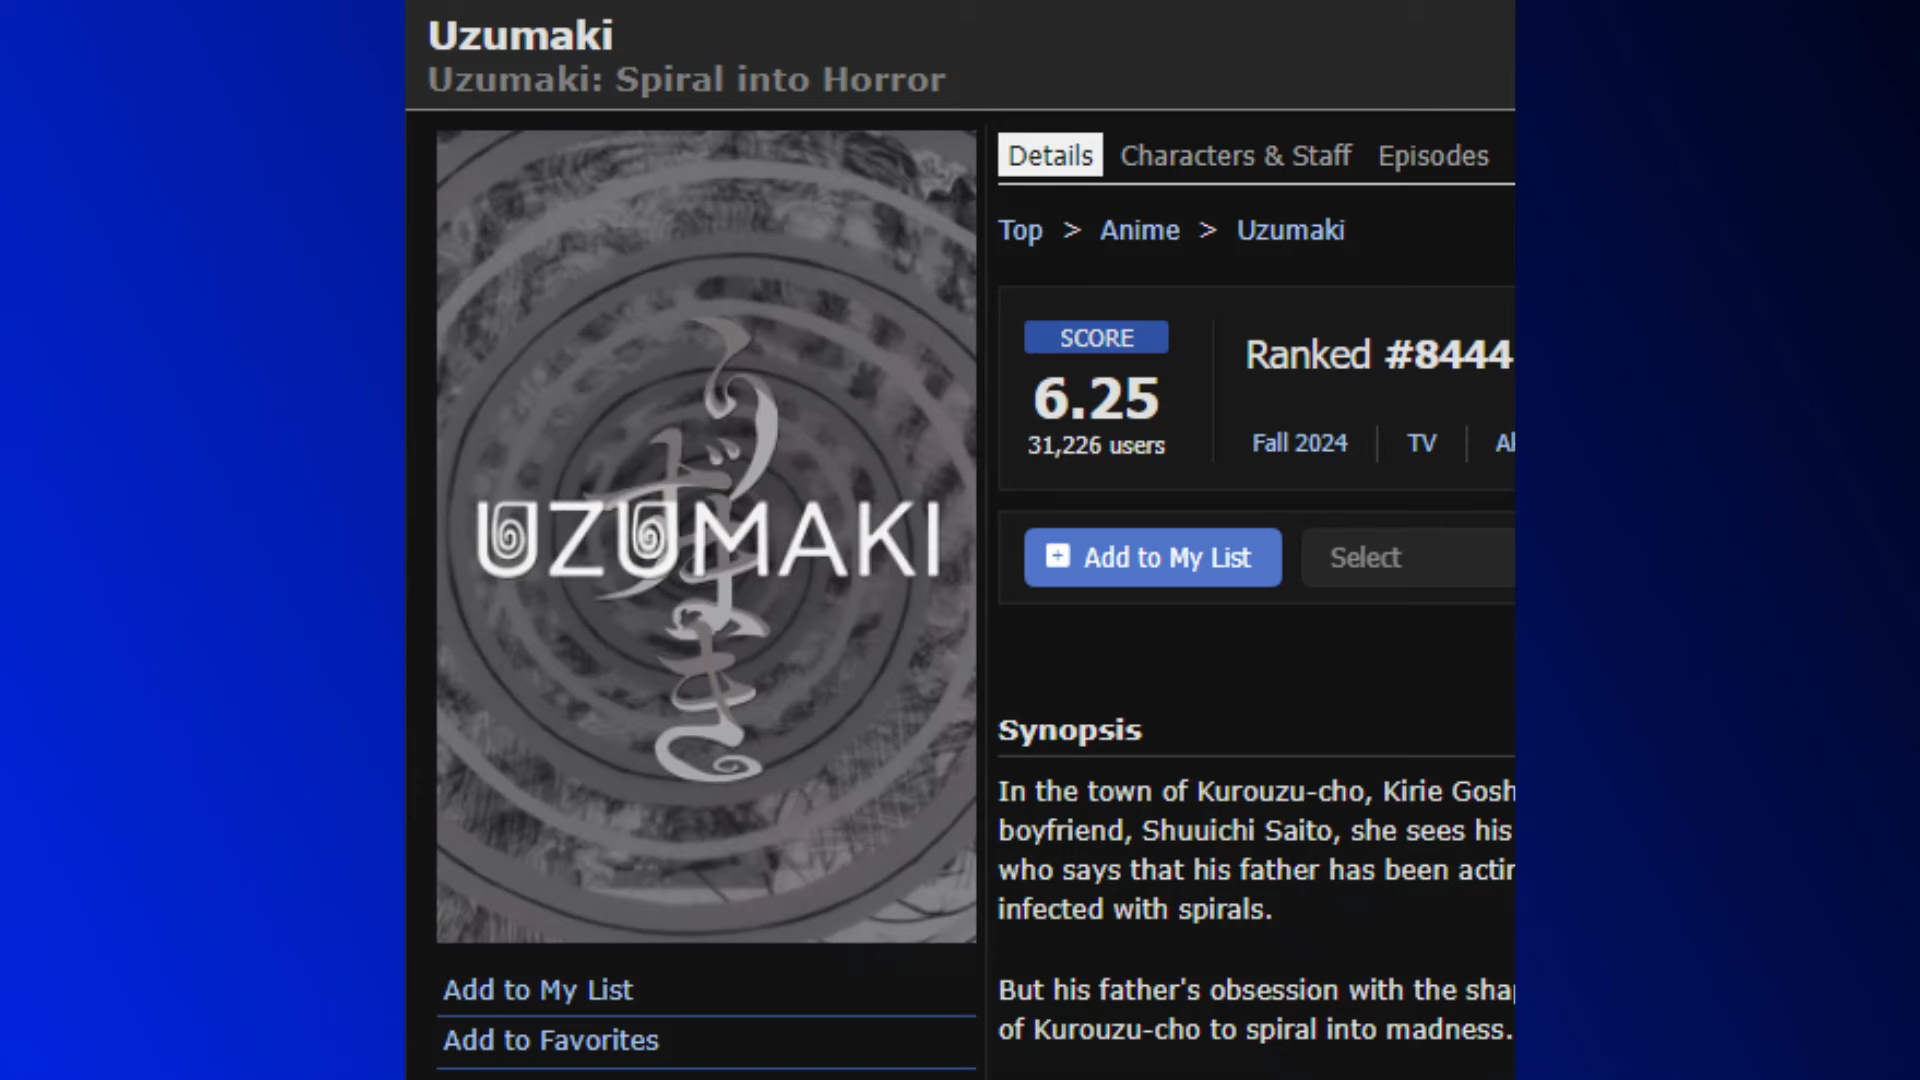 Uzumaki
Uzumaki: Spiral into Horror
うずまき
UZUMAKI
Details Characters & Staff Episodes
Top > Anime > Uzumaki
SCORE
6.25
31,226 users
Ranked #8444
Fall 2024 TV
Add to My List
Select
Synopsis
In the town of Kurouzu-cho, Kirie Gosh
boyfriend, Shuuichi Saito, she sees his
who says that his father has been actin
infected with spirals.
But his father's obsession with the shap
of Kurouzu-cho to spiral into madness.
Add to My List
Add to Favorites